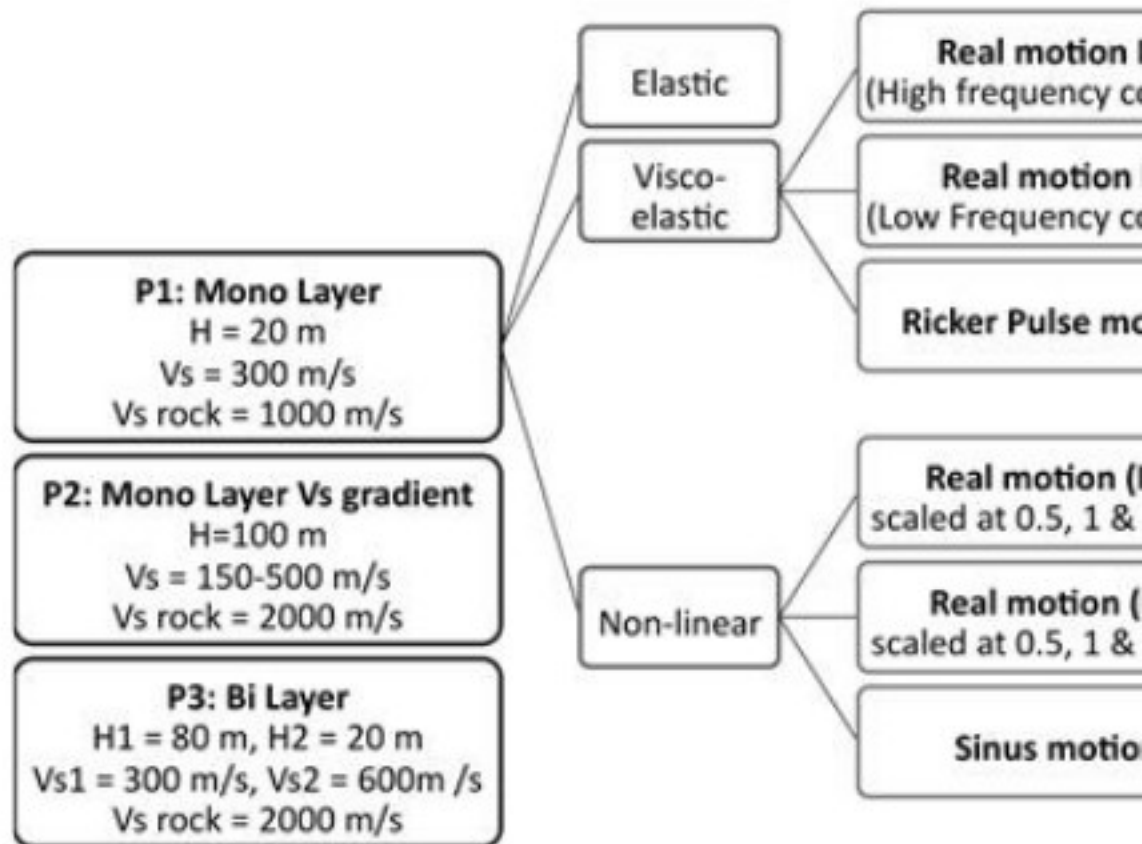 P1: Mono Layer
H = 20 m
Vs = 300 m/s
Vs rock = 1000 m/s
P2: Mono Layer Vs gradient
H=100 m
Vs = 150-500 m/s
Vs rock = 2000 m/s
P3: Bi Layer
H1 = 80 m, H2 = 20 m
Vs1 = 300 m/s, Vs2 = 600m /s
Vs rock = 2000 m/s
Elastic
Visco-
elastic
Non-linear
Real motion
(High frequency
Real motion
(Low Frequency
Ricker Pulse
Real motion
scaled at 0.5, 1 &
Real motion (
scaled at 0.5, 1 &
Sinus